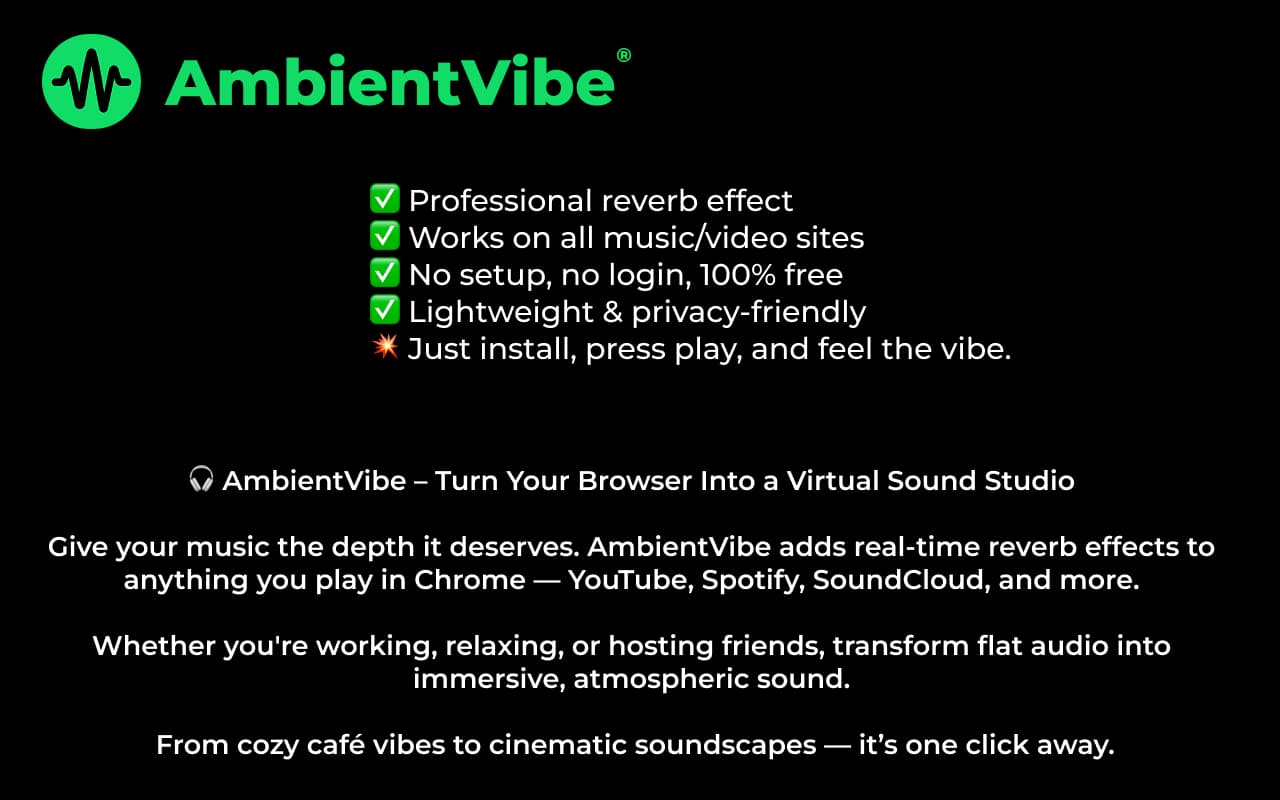 AmbientVibe®
✅ Professional reverb effect
✅ Works on all music/video sites
✅ No setup, no login, 100% free
✅ Lightweight & privacy-friendly
💥 Just install, press play, and feel the vibe.
🎧 AmbientVibe – Turn Your Browser Into a Virtual Sound Studio
Give your music the depth it deserves. AmbientVibe adds real-time reverb effects to
anything you play in Chrome — YouTube, Spotify, SoundCloud, and more.
Whether you're working, relaxing, or hosting friends, transform flat audio into
immersive, atmospheric sound.
From cozy café vibes to cinematic soundscapes — it’s one click away.